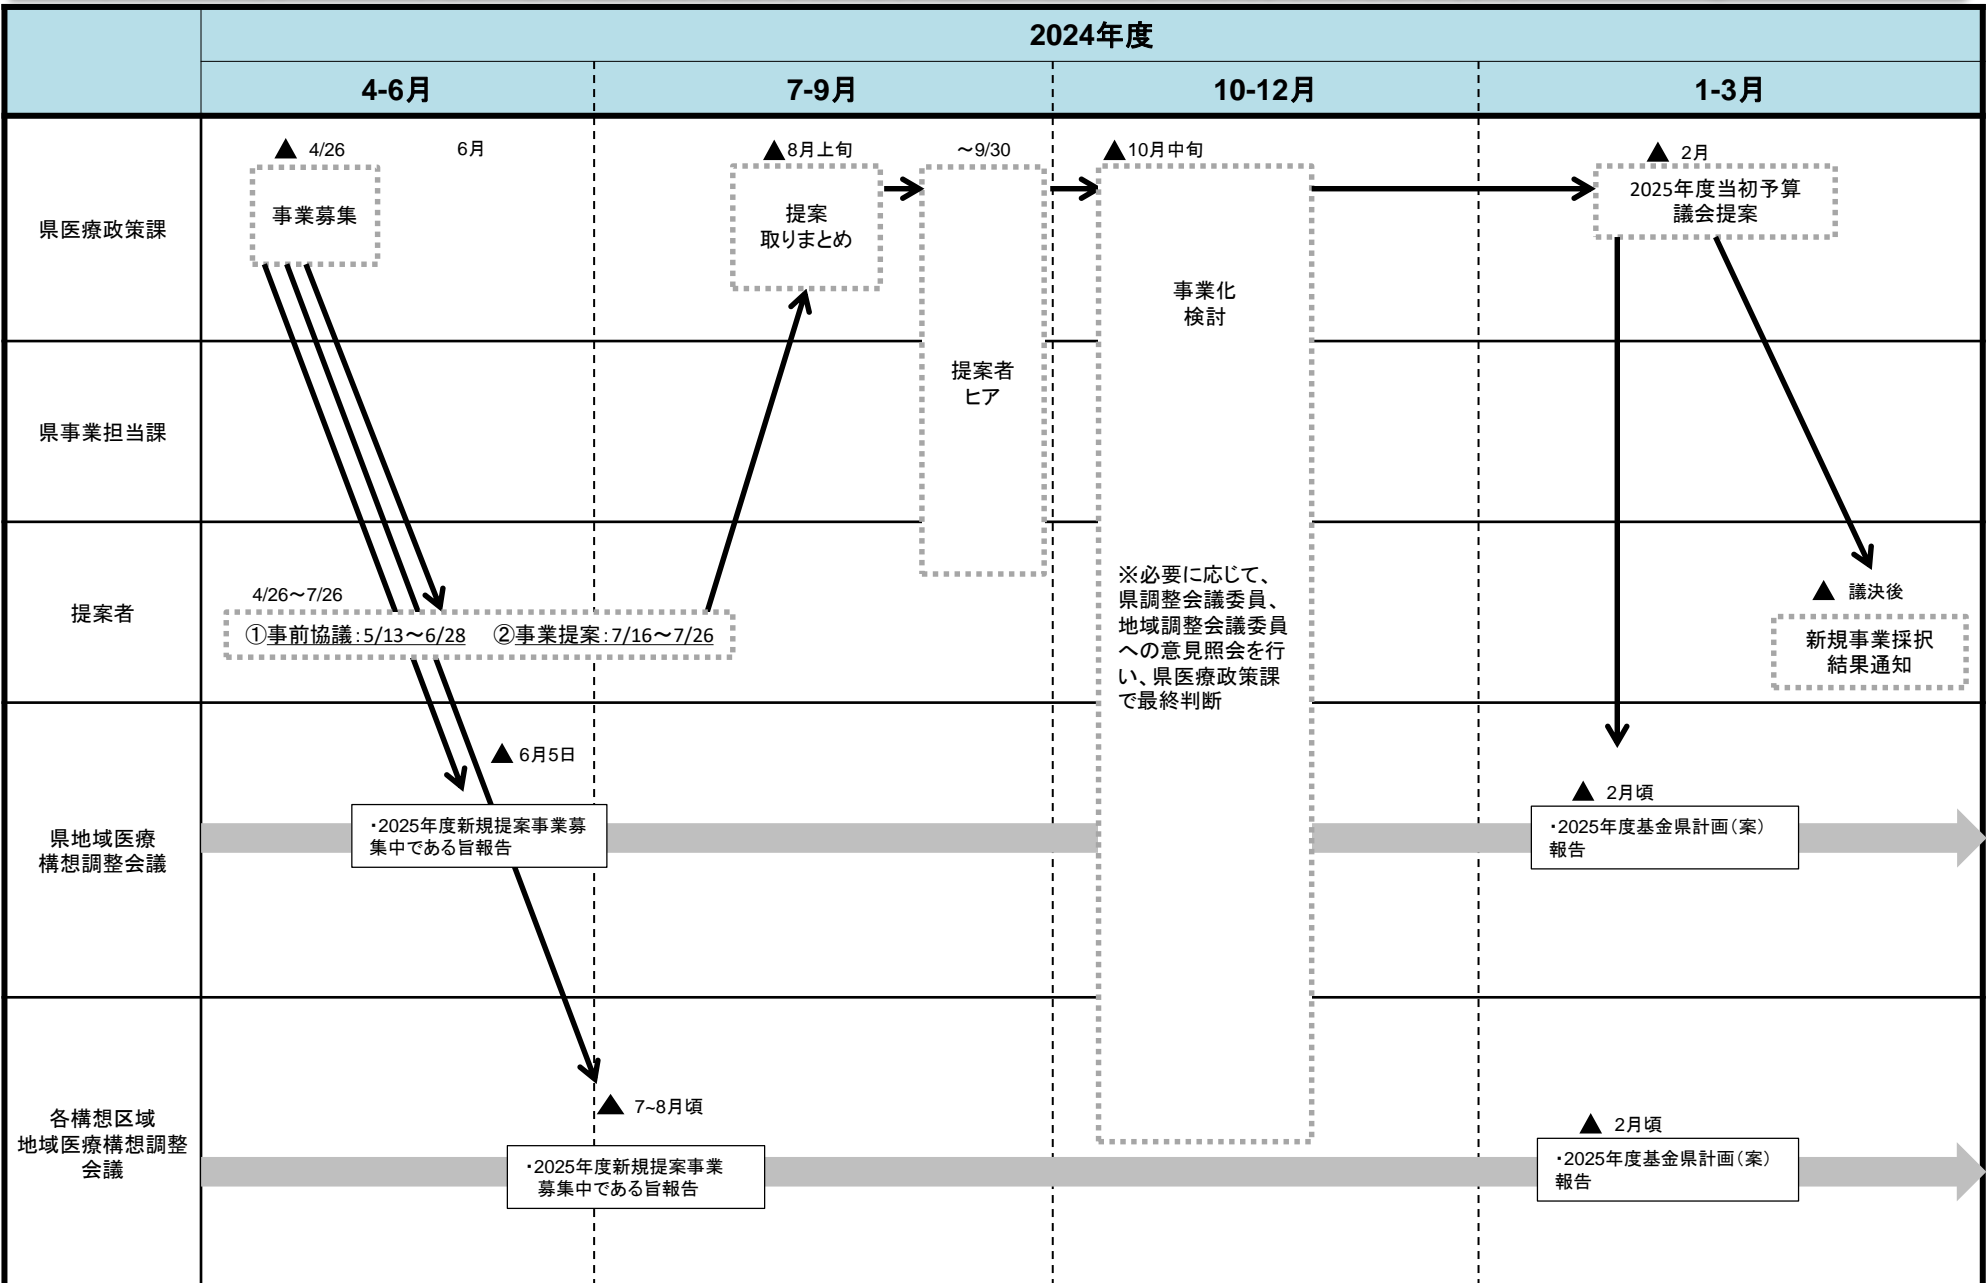 2024年度
4-6月
7-9月
10-12月
1-3月
県医療政策課
▲ 4/26
6月
事業募集
▲8月上旬
提案
取りまとめ
～9/30
提案者
ヒア
▲10月中旬
事業化
検討
※必要に応じて、
県調整会議委員、
地域調整会議委員
への意見照会を行
い、県医療政策課
で最終判断
▲ 2月
2025年度当初予算
議会提案
県事業担当課
提案者
4/26～7/26
①事前協議：5/13～6/28 ②事業提案：7/16～7/26
▲ 議決後
新規事業採択
結果通知
県地域医療
構想調整会議
▲ 6月5日
・2025年度新規提案事業募
集中である旨報告
▲ 2月頃
・2025年度基金県計画（案）
報告
各構想区域
地域医療構想調整
会議
▲ 7~8月頃
・2025年度新規提案事業
募集中である旨報告
▲ 2月頃
・2025年度基金県計画（案）
報告